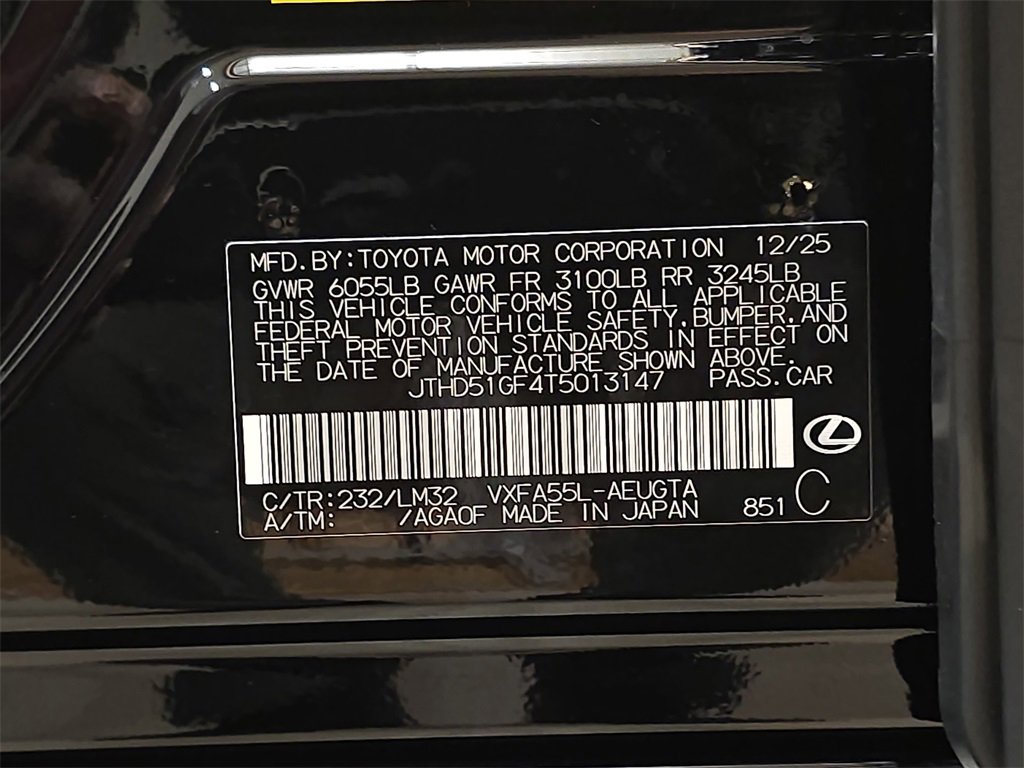 MFD.BY:TOYOTA MOTOR CORPORATION 12/25
GVWR 6055LB GAWR FR 3100LB RR 3245LB
THIS VEHICLE CONFORMS TO ALL APPLICABLE
FEDERAL MOTOR VEHICLE SAFETY,BUMPER,AND
THEFT PREVENTION STANDARDS IN EFFECT ON
THE DATE OF MANUFACTURE SHOWN ABOVE.
JTHD51GF4T5013147 PASS.CAR
C/TR:232/LM32 VXFA55L-AEUGTA
A/TM: /AGA0F MADE IN JAPAN 851 C